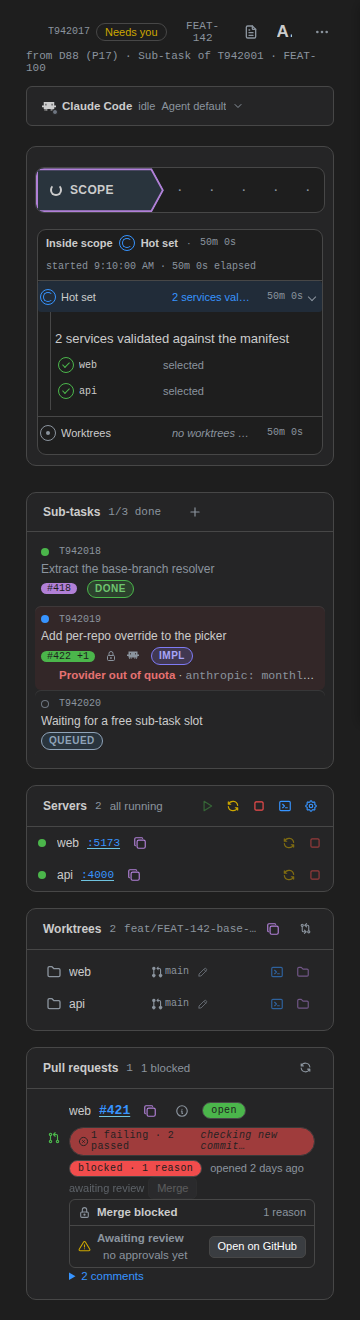 T942017 Needs you FEAT-142 A.
from D88 (P17) · Sub-task of T942001 · FEAT-100
Claude Code idle Agent default
SCOPE
Inside scope Hot set · 50m 0s
started 9:10:00 AM · 50m 0s elapsed
Hot set 2 services val… 50m 0s
2 services validated against the manifest
web selected
api selected
Worktrees no worktrees … 50m 0s
Sub-tasks 1/3 done
T942018
Extract the base-branch resolver
#418 DONE
T942019
Add per-repo override to the picker
#422 +1 IMPL
Provider out of quota · anthropic: monthl…
T942020
Waiting for a free sub-task slot
QUEUED
Servers 2 all running
web :5173
api :4000
Worktrees 2 feat/FEAT-142-base-…
web main
api main
Pull requests 1 1 blocked
web #421 open
1 failing · 2 passed checking new commit…
blocked · 1 reason opened 2 days ago
awaiting review Merge
Merge blocked 1 reason
Awaiting review
no approvals yet Open on GitHub
2 comments